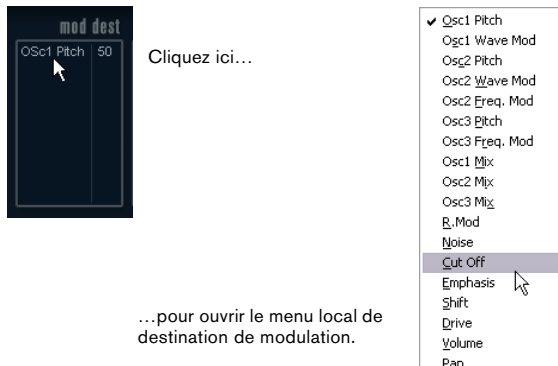 mod dest
OSc1 Pitch 50
Cliquez ici…
…pour ouvrir le menu local de
destination de modulation.
Osc1 Pitch
Osc1 Wave Mod
Osc2 Pitch
Osc2 Wave Mod
Osc2 Freq. Mod
Osc3 Pitch
Osc3 Freq. Mod
Osc1 Mix
Osc2 Mix
Osc3 Mix
R.Mod
Noise
Cut Off
Emphasis
Shift
Drive
Volume
Pan